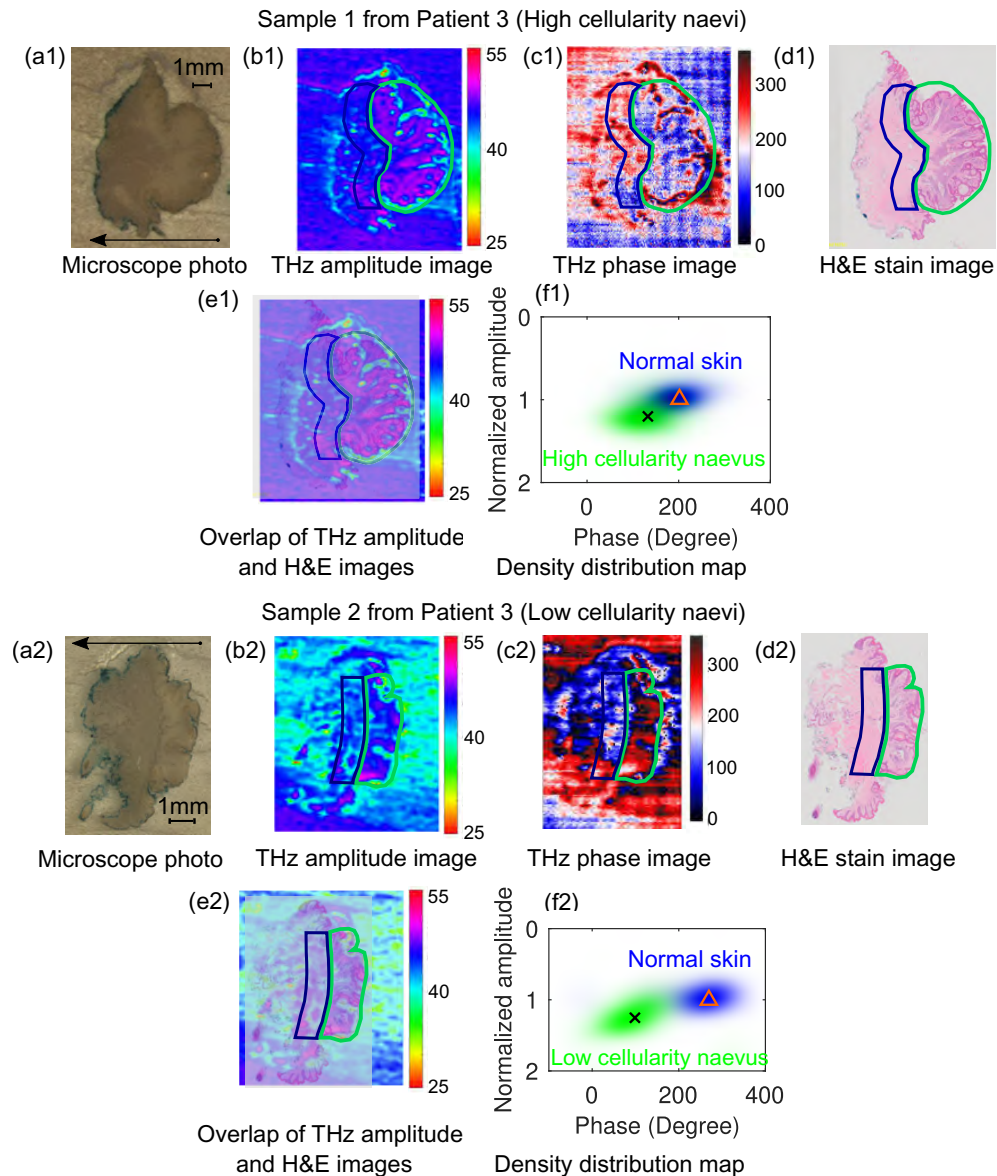 Sample 1 from Patient 3 (High cellularity naevi)
(a1)
1mm
Microscope photo
(b1)
55
40
25
THz amplitude image
(c1)
300
200
100
0
THz phase image
(d1)
H&E stain image
(e1)
55
40
25
Overlap of THz amplitude
and H&E images
(f1)
Normalized amplitude
0
1
2
Normal skin
High cellularity naevus
0
200
400
Phase (Degree)
Density distribution map
Sample 2 from Patient 3 (Low cellularity naevi)
(a2)
1mm
Microscope photo
(b2)
55
40
25
THz amplitude image
(c2)
300
200
100
0
THz phase image
(d2)
H&E stain image
(e2)
55
40
25
Overlap of THz amplitude
and H&E images
(f2)
Normalized amplitude
0
1
2
Normal skin
Low cellularity naevus
0
200
400
Phase (Degree)
Density distribution map